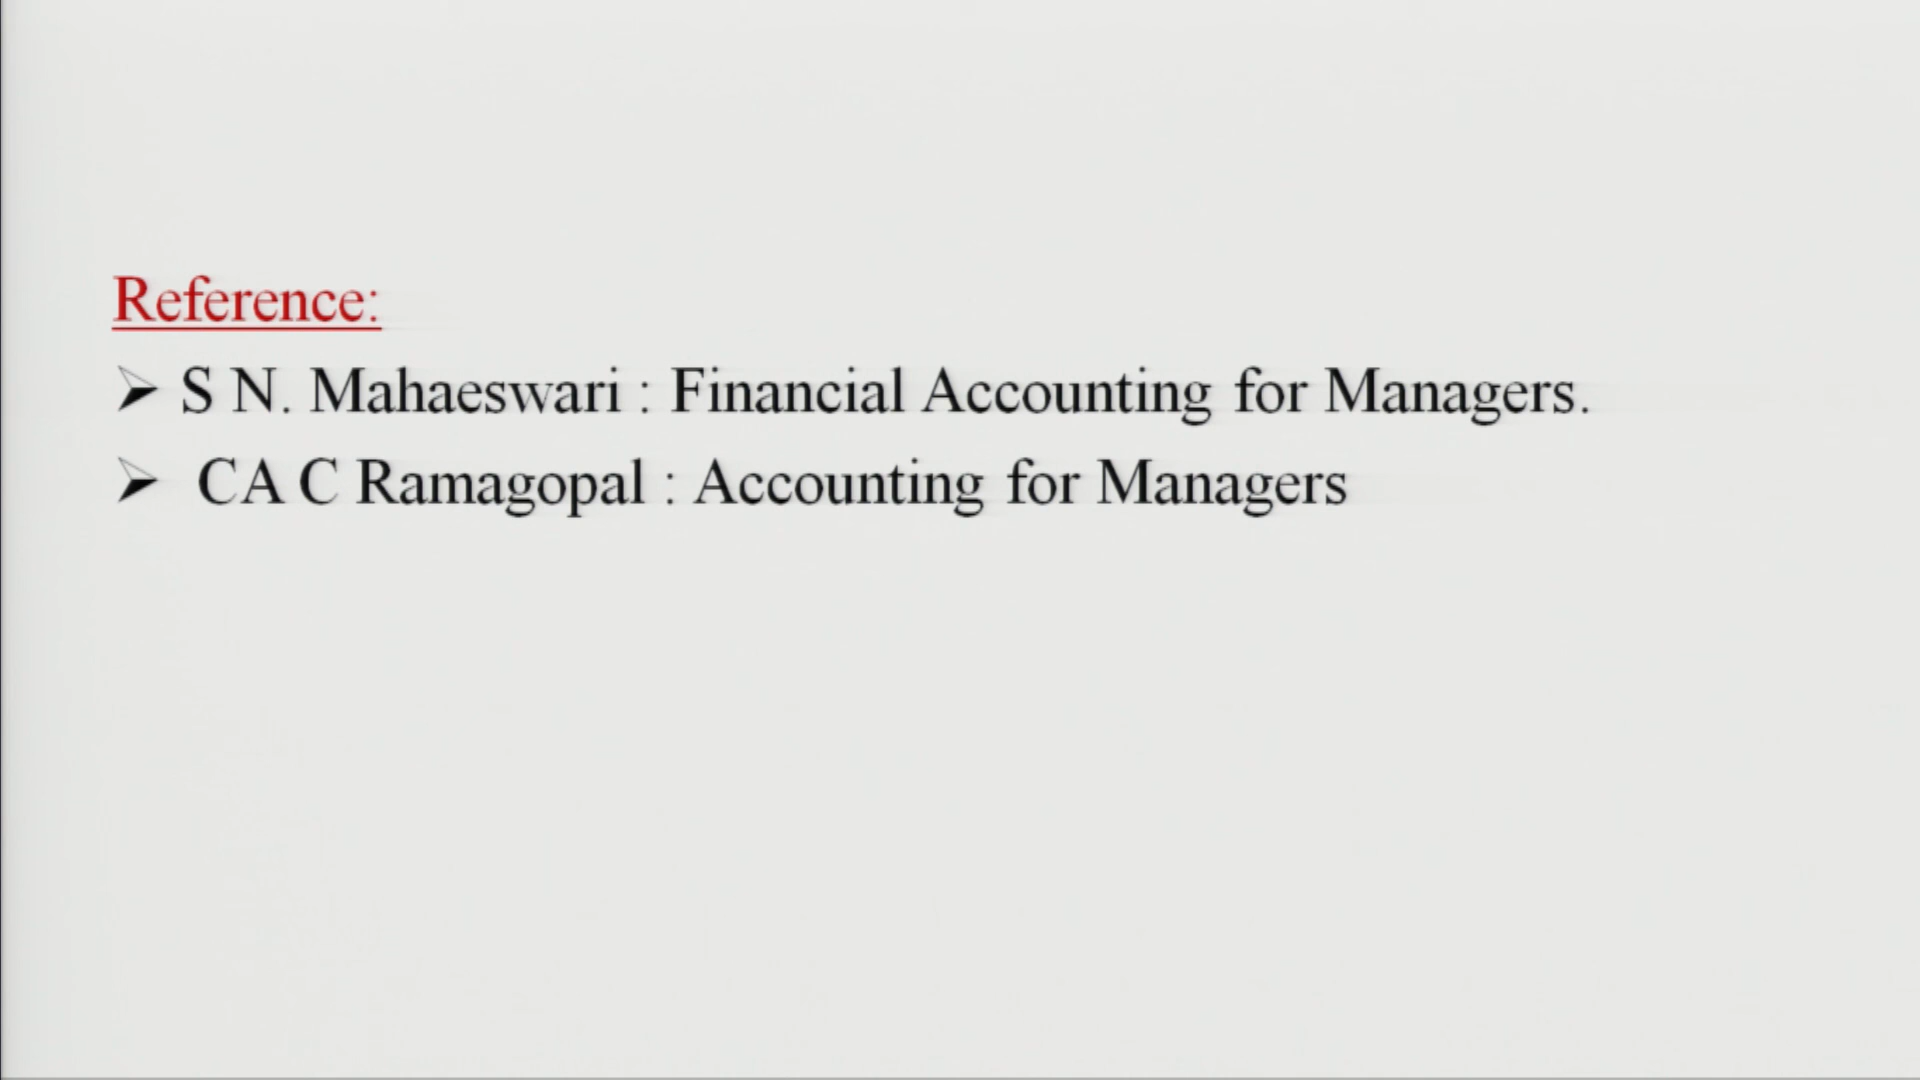 Reference:
➢ S N. Mahaeswari : Financial Accounting for Managers.
➢ CA C Ramagopal : Accounting for Managers